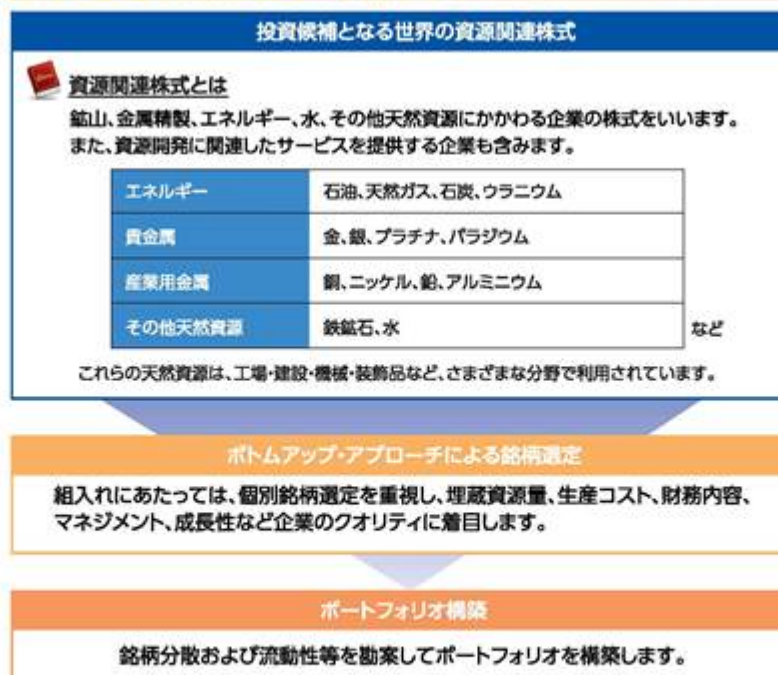 投資候補となる世界の資源関連株式
資源関連株式とは
鉱山、金属精製、エネルギー、水、その他天然資源にかかわる企業の株式をいいます。
また、資源開発に関連したサービスを提供する企業も含みます。
エネルギー 石油、天然ガス、石炭、ウラニウム
貴金属 金、銀、プラチナ、パラジウム
産業用金属 銅、ニッケル、鉛、アルミニウム
その他天然資源 鉄鉱石、水 など
これらの天然資源は、工場・建設・機械・装飾品など、さまざまな分野で利用されています。
ボトムアップ・アプローチによる銘柄選定
組入れにあたっては、個別銘柄選定を重視し、埋蔵資源量、生産コスト、財務内容、
マネジメント、成長性など企業のクオリティに着目します。
ポートフォリオ構築
銘柄分散および流動性等を勘案してポートフォリオを構築します。